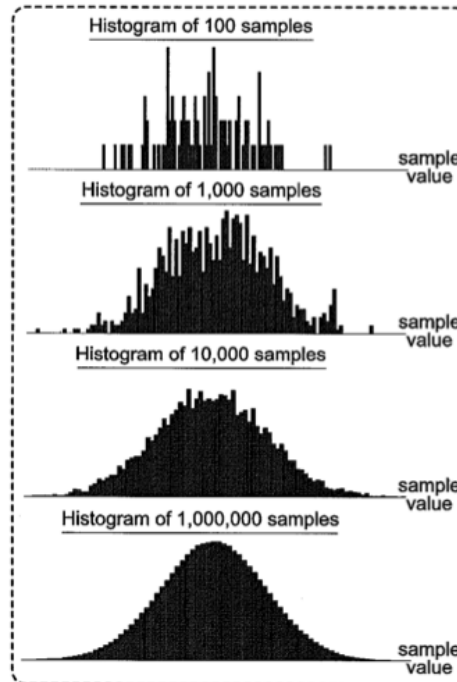 Histogram of 100 samples
sample
value
Histogram of 1,000 samples
sample
value
Histogram of 10,000 samples
sample
value
Histogram of 1,000,000 samples
sample
value